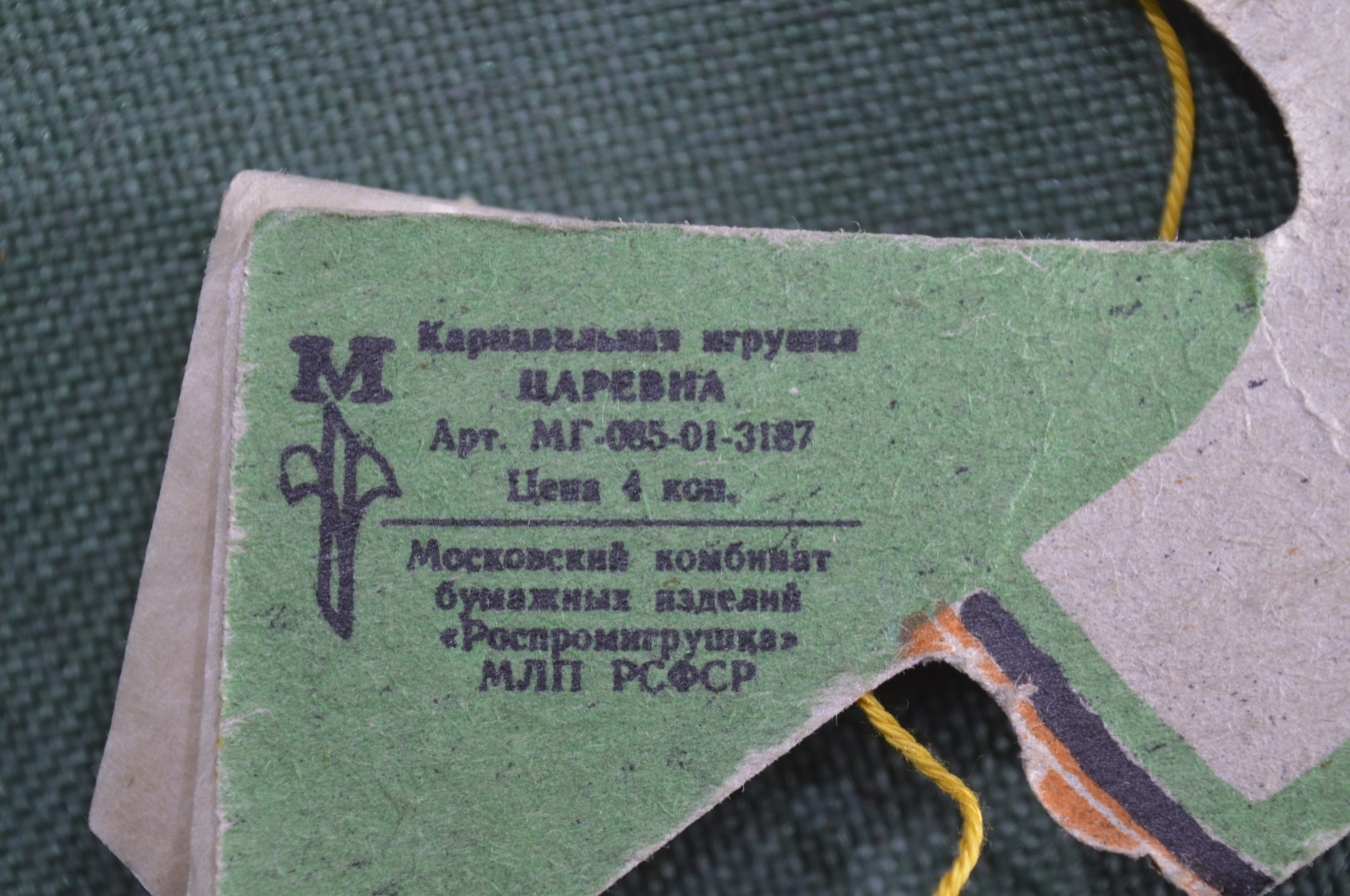 М
Карнавальная игрушка
ЦАРЕВНА
Арт. МГ-085-01-3187
Цена 4 коп.
Московский комбинат
бумажных изделий
«Роспромигрушка»
МЛП РСФСР